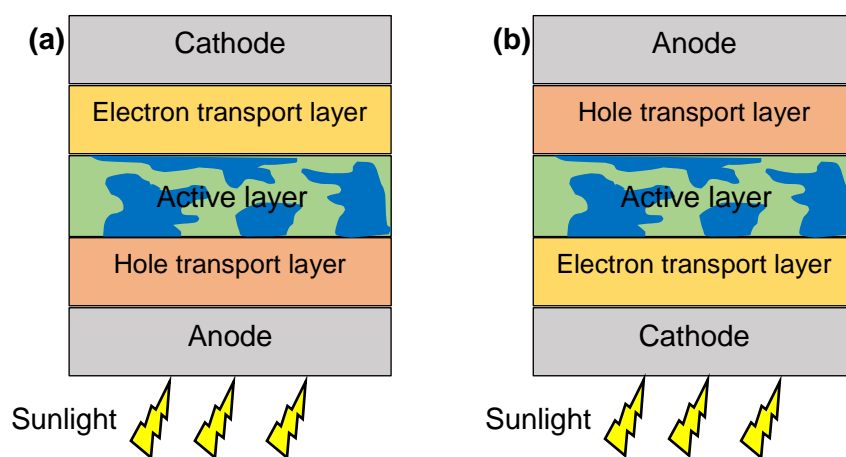 (a)
Cathode
Electron transport layer
Active layer
Hole transport layer
Anode
Sunlight
(b)
Anode
Hole transport layer
Active layer
Electron transport layer
Cathode
Sunlight